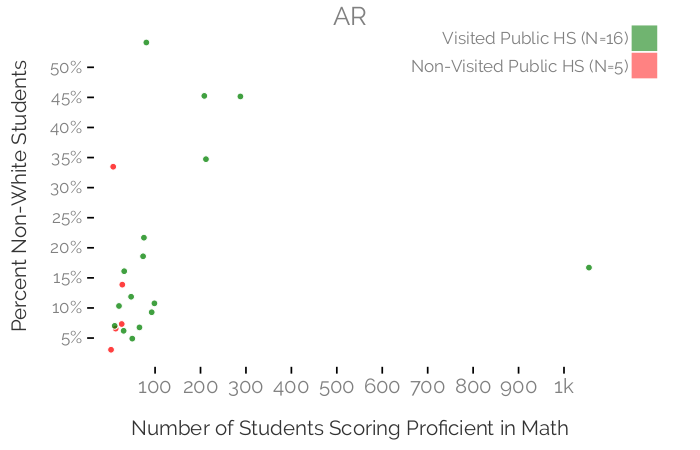 AR
Visited Public HS (N=16)
Non-Visited Public HS (N=5)
Percent Non-White Students
50%
45%
40%
35%
30%
25%
20%
15%
10%
5%
100 200 300 400 500 600 700 800 900 1k
Number of Students Scoring Proficient in Math